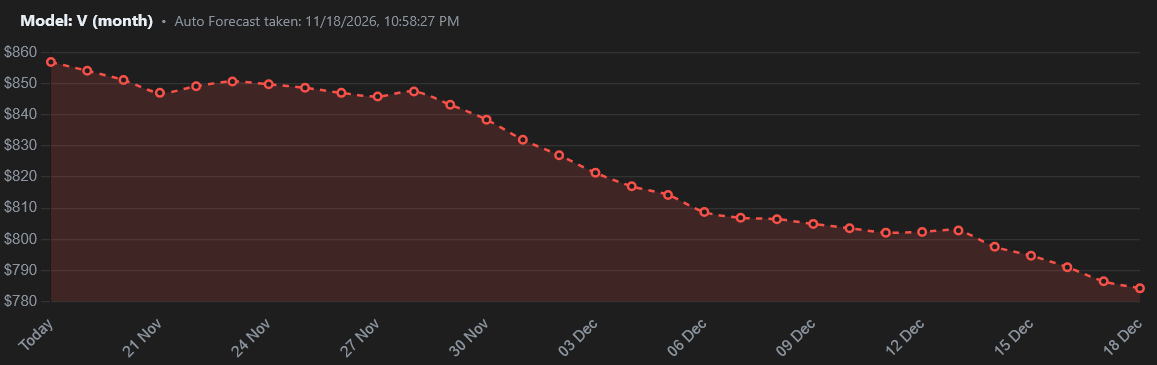 Model: V (month) • Auto Forecast taken: 11/18/2026, 10:58:27 PM
$860
$850
$840
$830
$820
$810
$800
$790
$780
Today
21 Nov
24 Nov
27 Nov
30 Nov
03 Dec
06 Dec
09 Dec
12 Dec
15 Dec
18 Dec